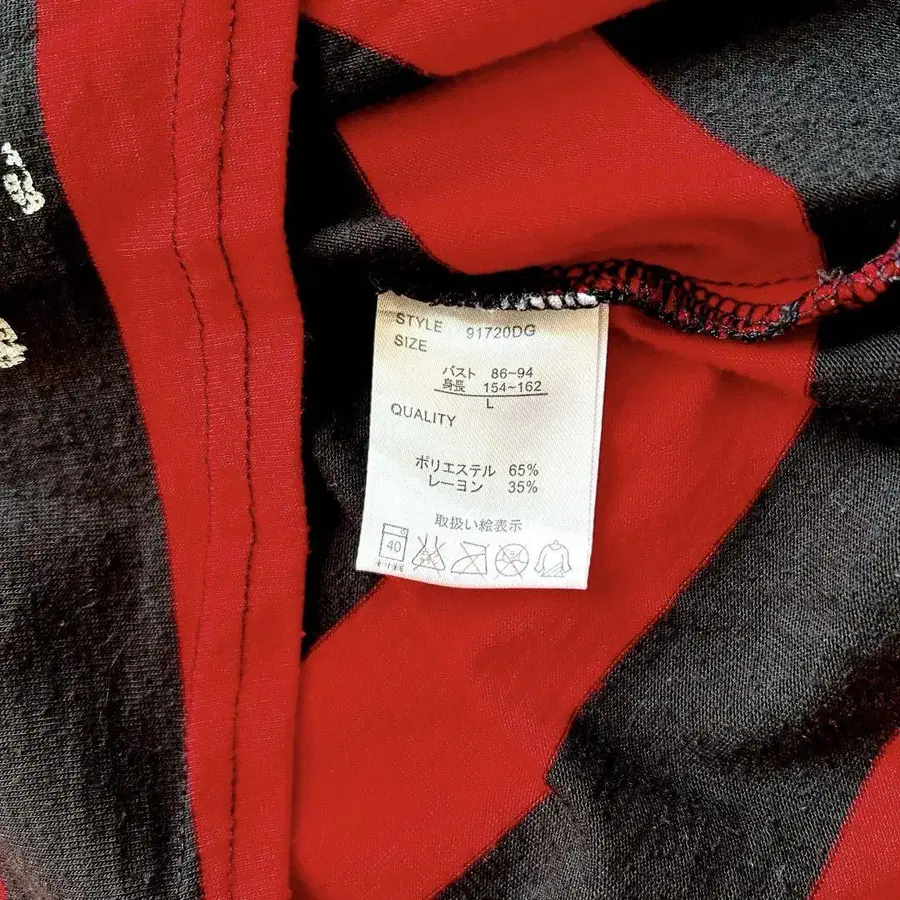 STYLE 91720DG
SIZE
バスト 86~94
身長 154~162
L
QUALITY
ポリエステル 65%
レーヨン 35%
取扱い絵表示
40